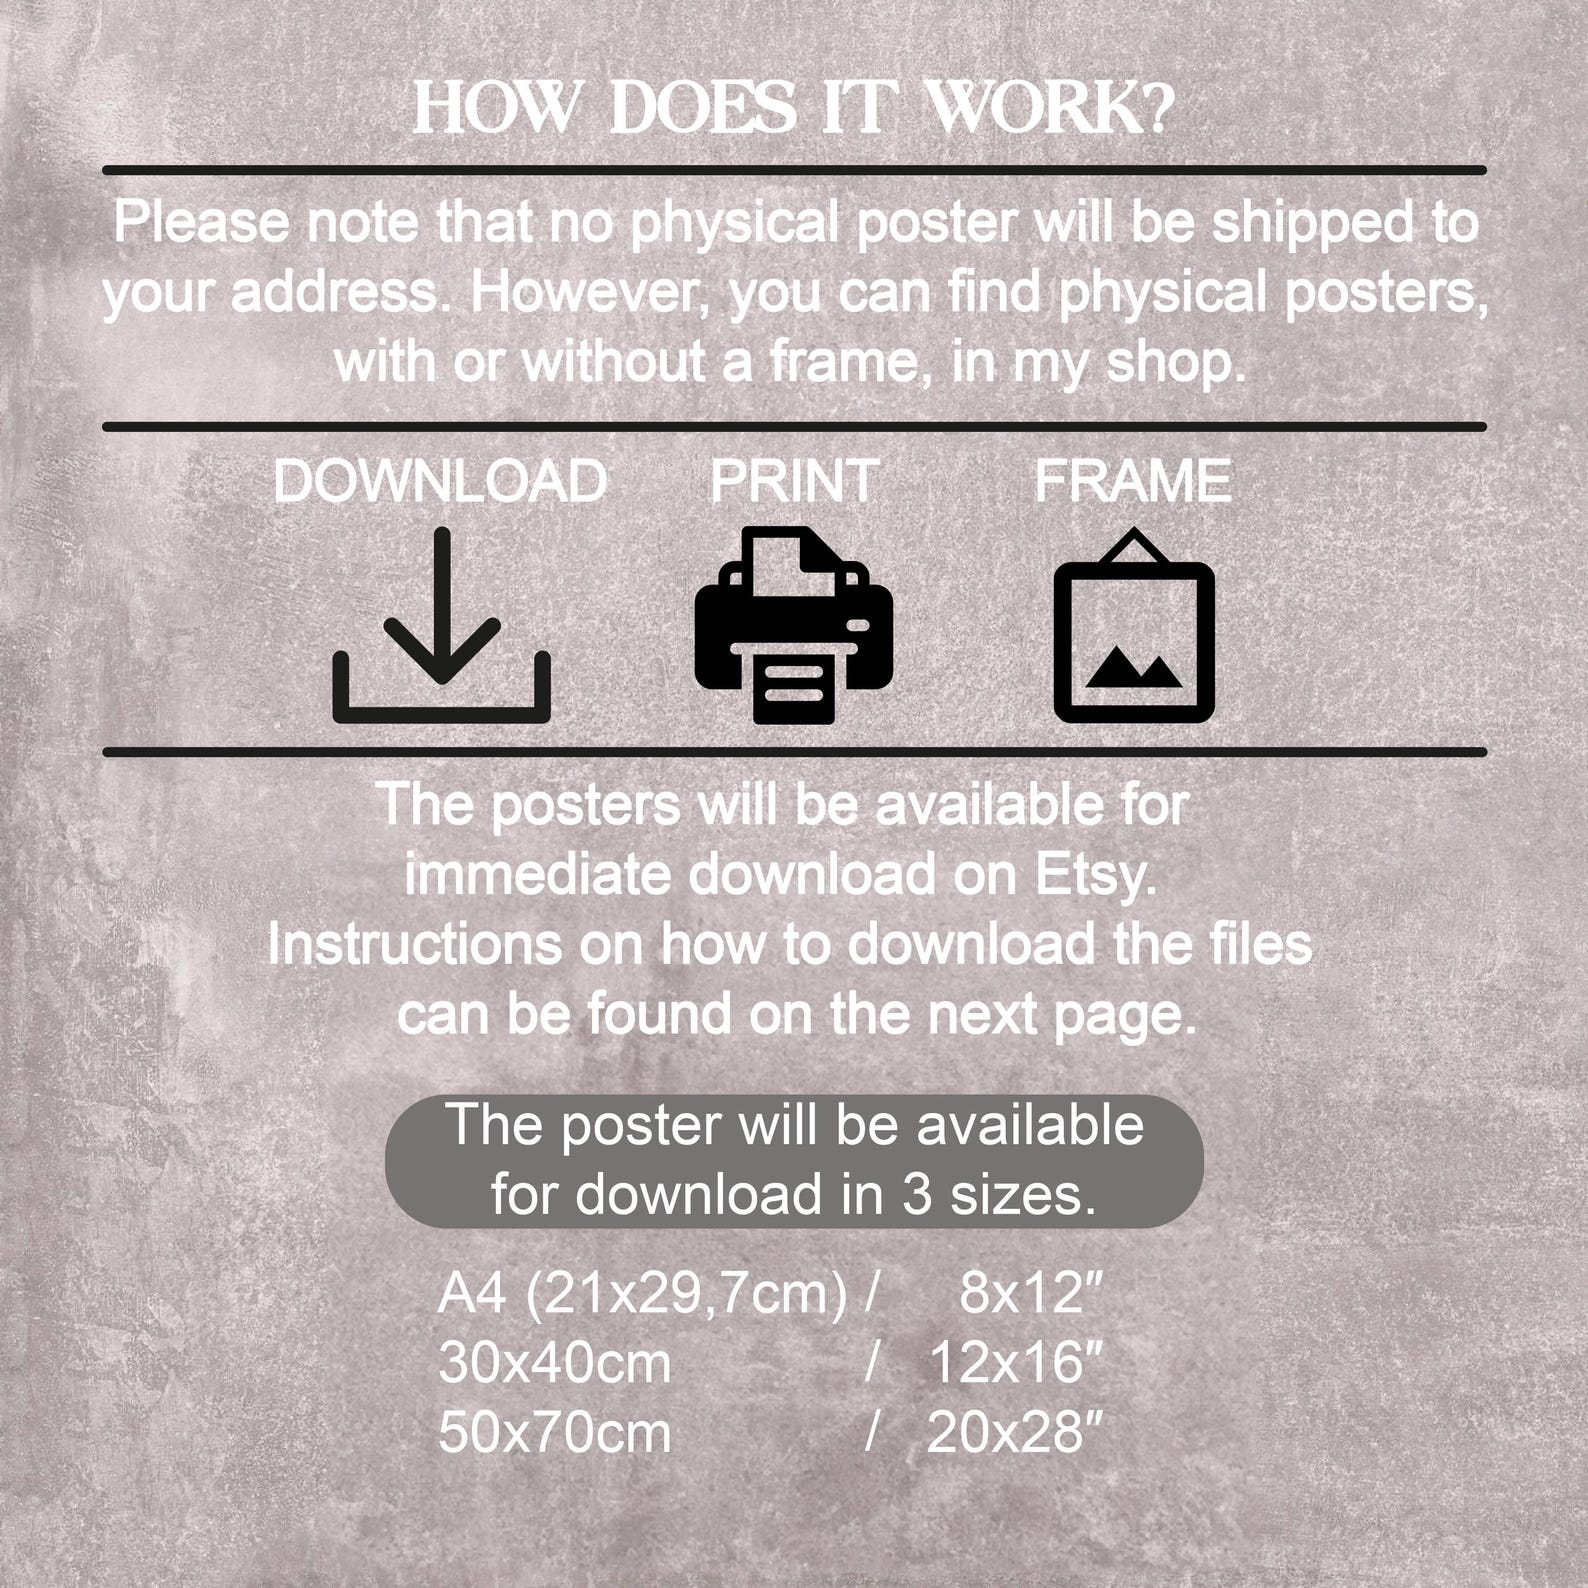 HOW DOES IT WORK?
Please note that no physical poster will be shipped to
your address. However, you can find physical posters,
with or without a frame, in my shop.
DOWNLOAD PRINT FRAME
The posters will be available for
immediate download on Etsy.
Instructions on how to download the files
can be found on the next page.
The poster will be available
for download in 3 sizes.
A4 (21x29,7cm) / 8x12″
30x40cm / 12x16″
50x70cm / 20x28″